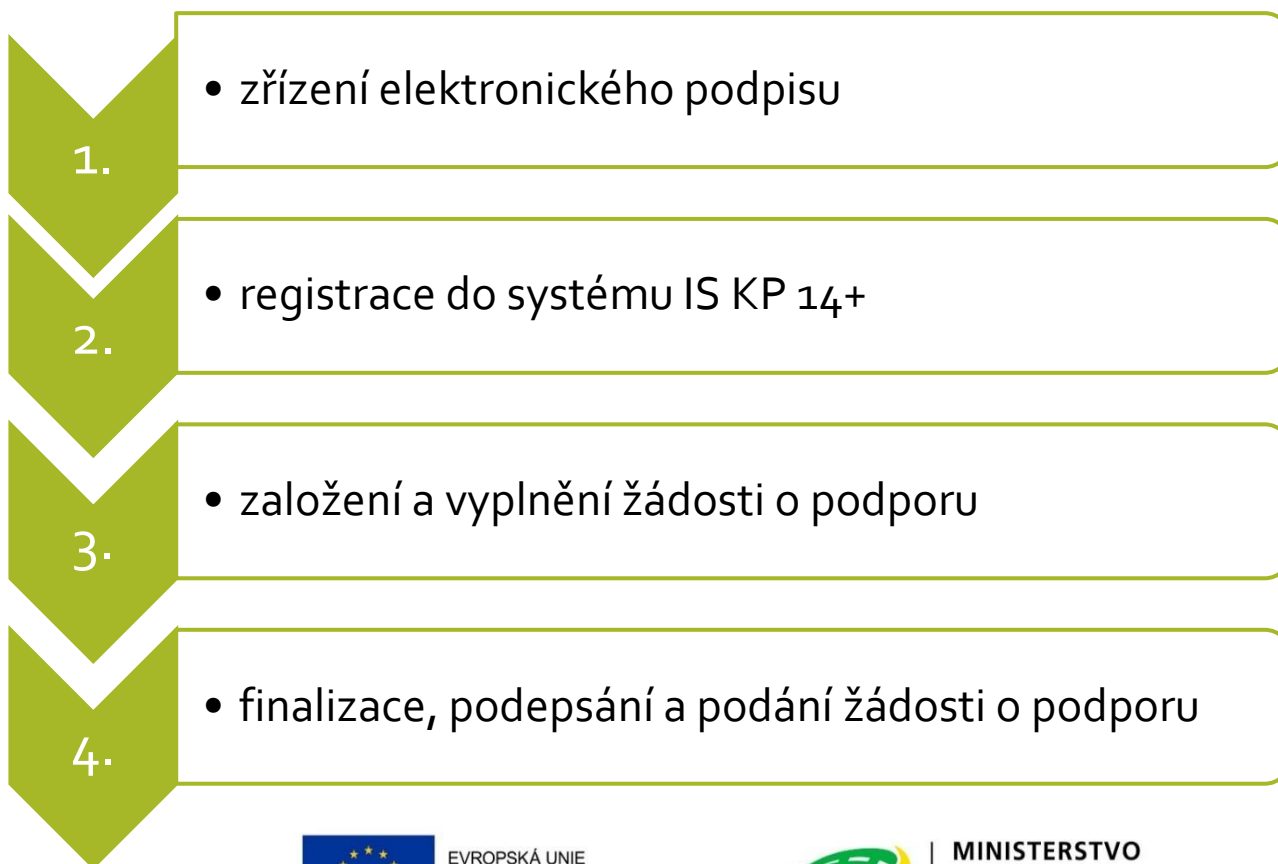 1.
• zřízení elektronického podpisu
2.
• registrace do systému IS KP 14+
3.
• založení a vyplnění žádosti o podporu
4.
• finalizace, podepsání a podání žádosti o podporu
EVROPSKÁ UNIE
MINISTERSTVO